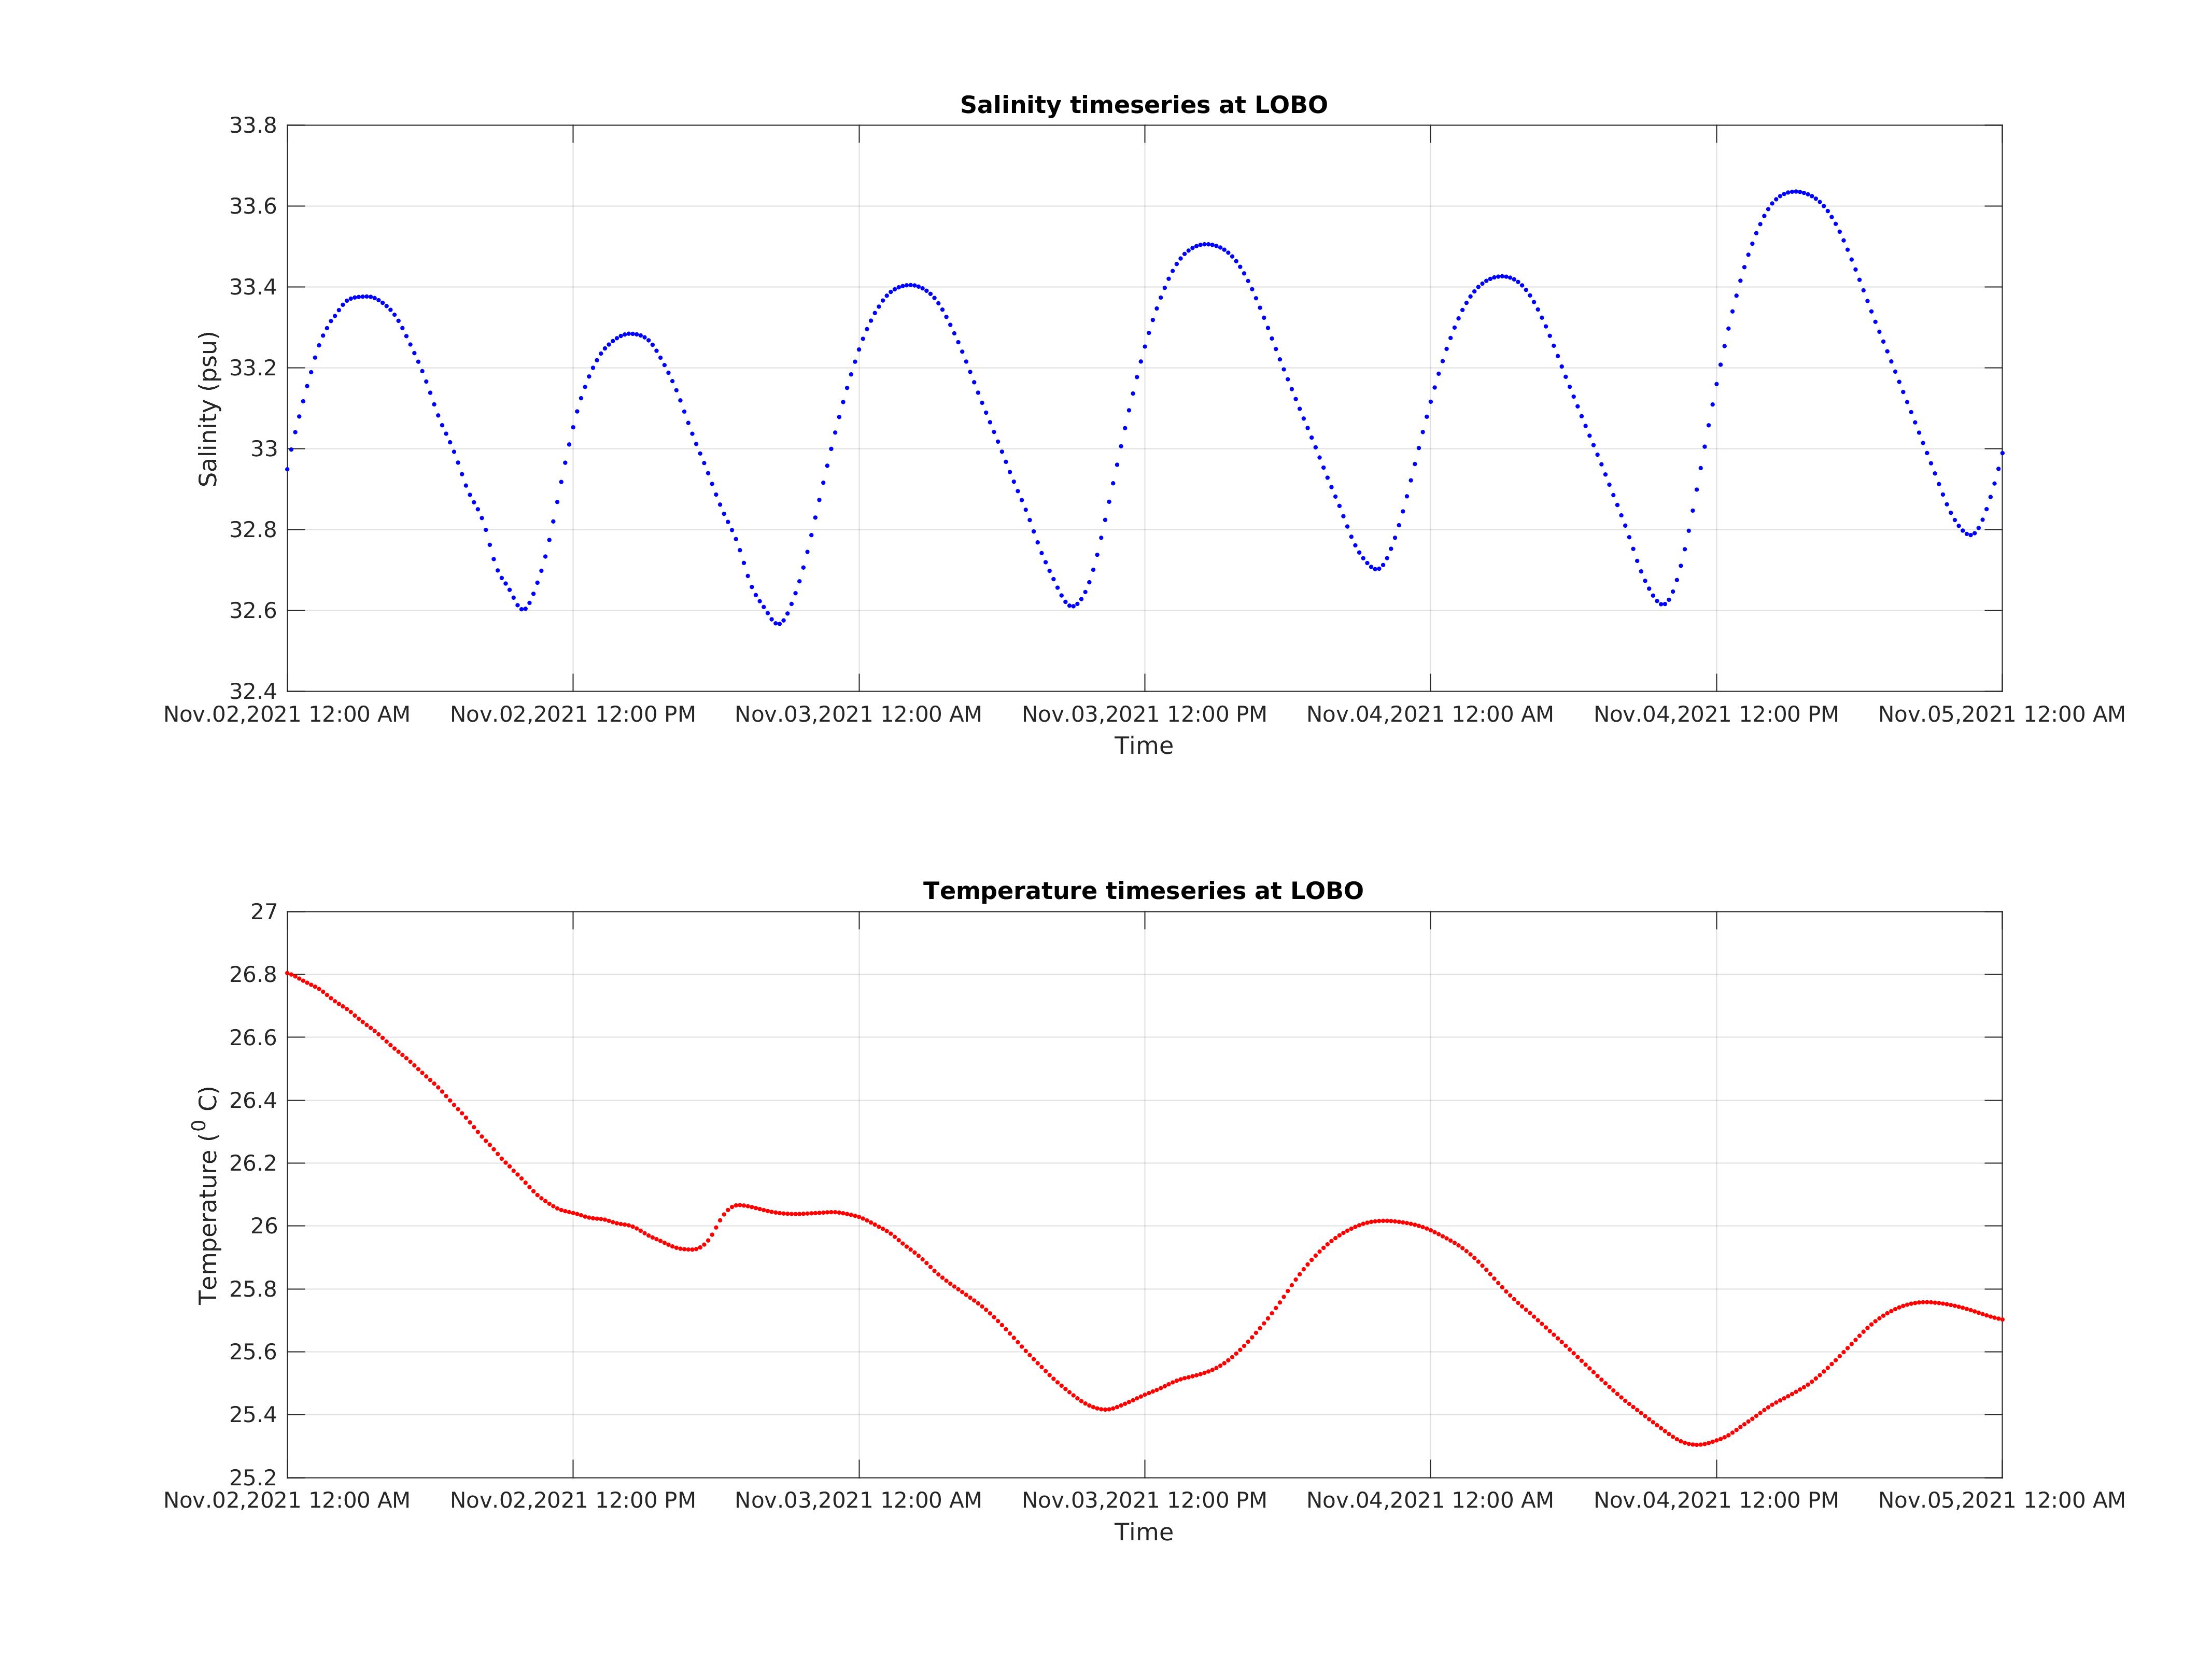 Salinity timeseries at LOBO
33.8
33.6
33.4
33.2
33
32.8
32.6
32.4
Salinity (psu)
Nov.02,2021 12:00 AM Nov.02,2021 12:00 PM Nov.03,2021 12:00 AM Nov.03,2021 12:00 PM Nov.04,2021 12:00 AM Nov.04,2021 12:00 PM Nov.05,2021 12:00 AM
Time
Temperature timeseries at LOBO
27
26.8
26.6
26.4
26.2
26
25.8
25.6
25.4
25.2
Temperature (⁰ C)
Nov.02,2021 12:00 AM Nov.02,2021 12:00 PM Nov.03,2021 12:00 AM Nov.03,2021 12:00 PM Nov.04,2021 12:00 AM Nov.04,2021 12:00 PM Nov.05,2021 12:00 AM
Time